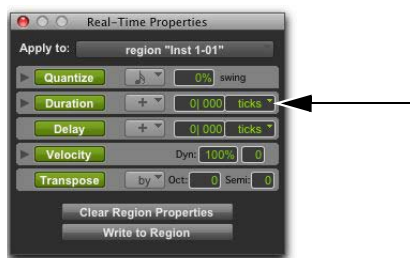 Real-Time Properties
Apply to: region "Inst 1-01"
Quantize 0% swing
Duration + 0| 000 ticks
Delay + 0| 000 ticks
Velocity Dyn: 100% 0
Transpose by Oct: 0 Semi: 0
Clear Region Properties
Write to Region